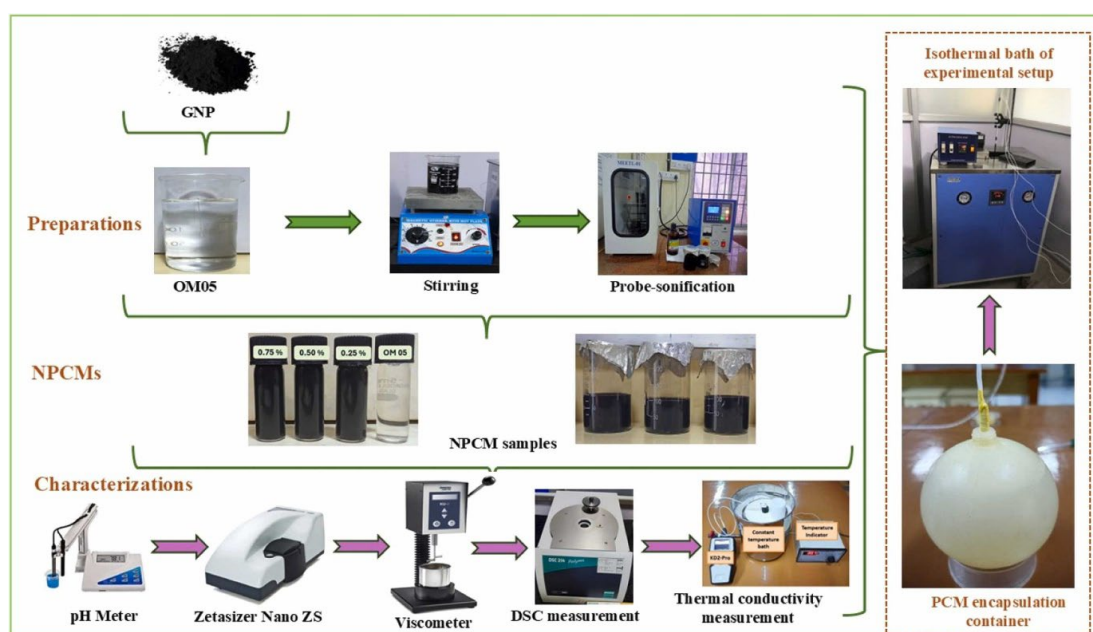 Isothermal bath of
experimental setup
GNP
Preparations
OM05
Stirring
Probe-sonification
NPCMs
0.75 %
0.50 %
0.25 %
OM 05
NPCM samples
Characterizations
KD2-Pro
Constant
temperature
bath
Temperature
Indicator
pH Meter
Zetasizer Nano ZS
Viscometer
DSC measurement
Thermal conductivity
measurement
PCM encapsulation
container